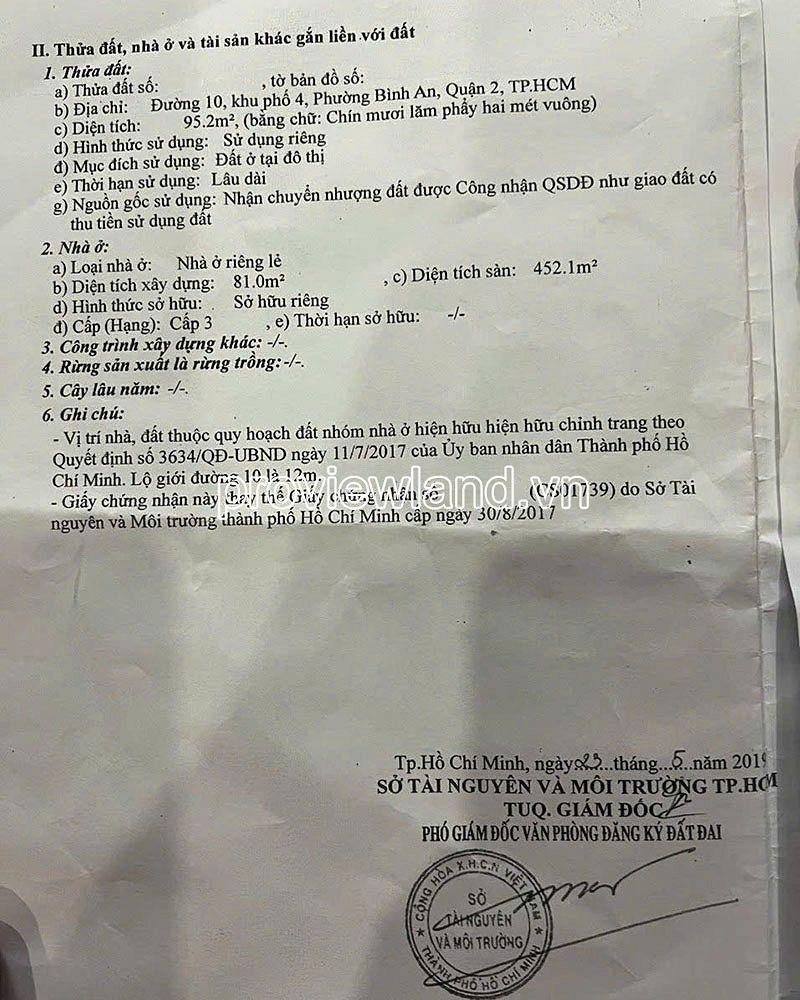 II. Thửa đất, nhà ở và tài sản khác gắn liền với đất
1. Thửa đất:
a) Thửa đất số: , tờ bản đồ số:
b) Địa chỉ: Đường 10, khu phố 4, Phường Bình An, Quận 2, TP.HCM
c) Diện tích: 95.2m², (bằng chữ: Chín mươi lăm phẩy hai mét vuông)
d) Hình thức sử dụng: Sử dụng riêng
đ) Mục đích sử dụng: Đất ở tại đô thị
e) Thời hạn sử dụng: Lâu dài
g) Nguồn gốc sử dụng: Nhận chuyển nhượng đất được Công nhận QSDĐ như giao đất có
thu tiền sử dụng đất
2. Nhà ở:
a) Loại nhà ở: Nhà ở riêng lẻ
b) Diện tích xây dựng: 81.0m² , c) Diện tích sàn: 452.1m²
d) Hình thức sở hữu: Sở hữu riêng
đ) Cấp (Hạng): Cấp 3 , e) Thời hạn sở hữu: -/-
3. Công trình xây dựng khác: -/-.
4. Rừng sản xuất là rừng trồng: -/-.
5. Cây lâu năm: -/-.
6. Ghi chú:
- Vị trí nhà, đất thuộc quy hoạch đất nhóm nhà ở hiện hữu hiện hữu chỉnh trang theo
Quyết định số 3634/QĐ-UBND ngày 11/7/2017 của Ủy ban nhân dân Thành phố Hồ
Chí Minh. Lộ giới đường 10 là 12m.
- Giấy chứng nhận này thay thế Giấy chứng nhận số (CS01739) do Sở Tài
nguyên và Môi trường thành phố Hồ Chí Minh cấp ngày 30/8/2017
proviewland.vn
Tp.Hồ Chí Minh, ngày 23 tháng 5 năm 2019
SỞ TÀI NGUYÊN VÀ MÔI TRƯỜNG TP.HCM
TUQ. GIÁM ĐỐC
PHÓ GIÁM ĐỐC VĂN PHÒNG ĐĂNG KÝ ĐẤT ĐAI
CỘNG HÒA X.H.C.N VIỆT NAM
SỞ
TÀI NGUYÊN
VÀ MÔI TRƯỜNG
THÀNH PHỐ HỒ CHÍ MINH